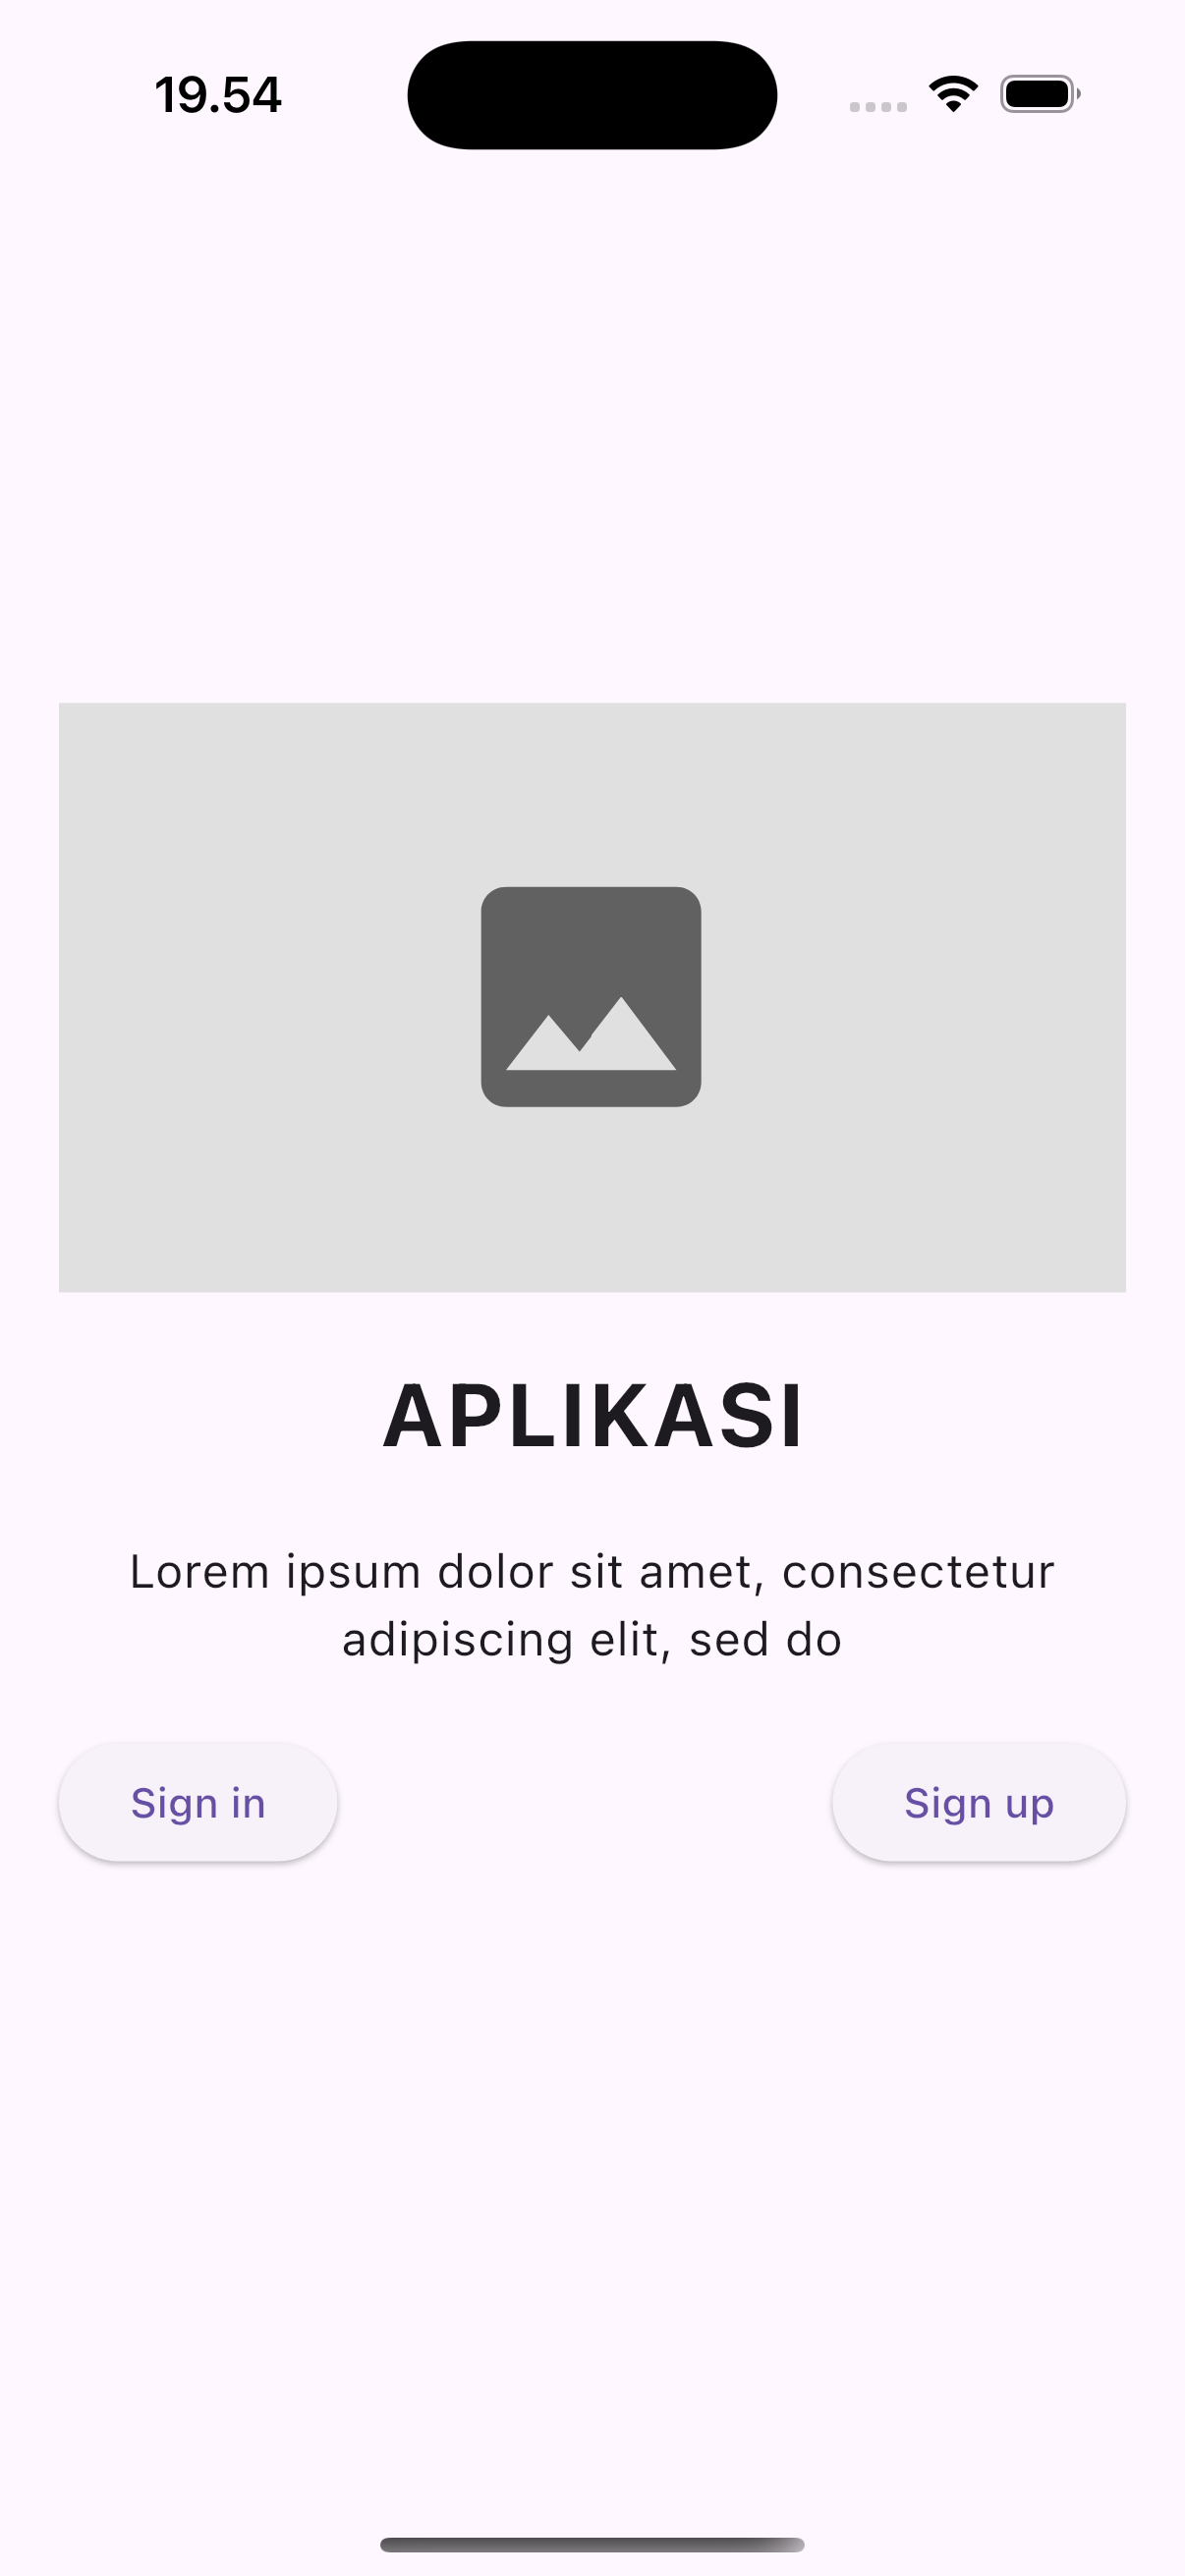 19.54
APLIKASI
Lorem ipsum dolor sit amet, consectetur
adipiscing elit, sed do
Sign in
Sign up